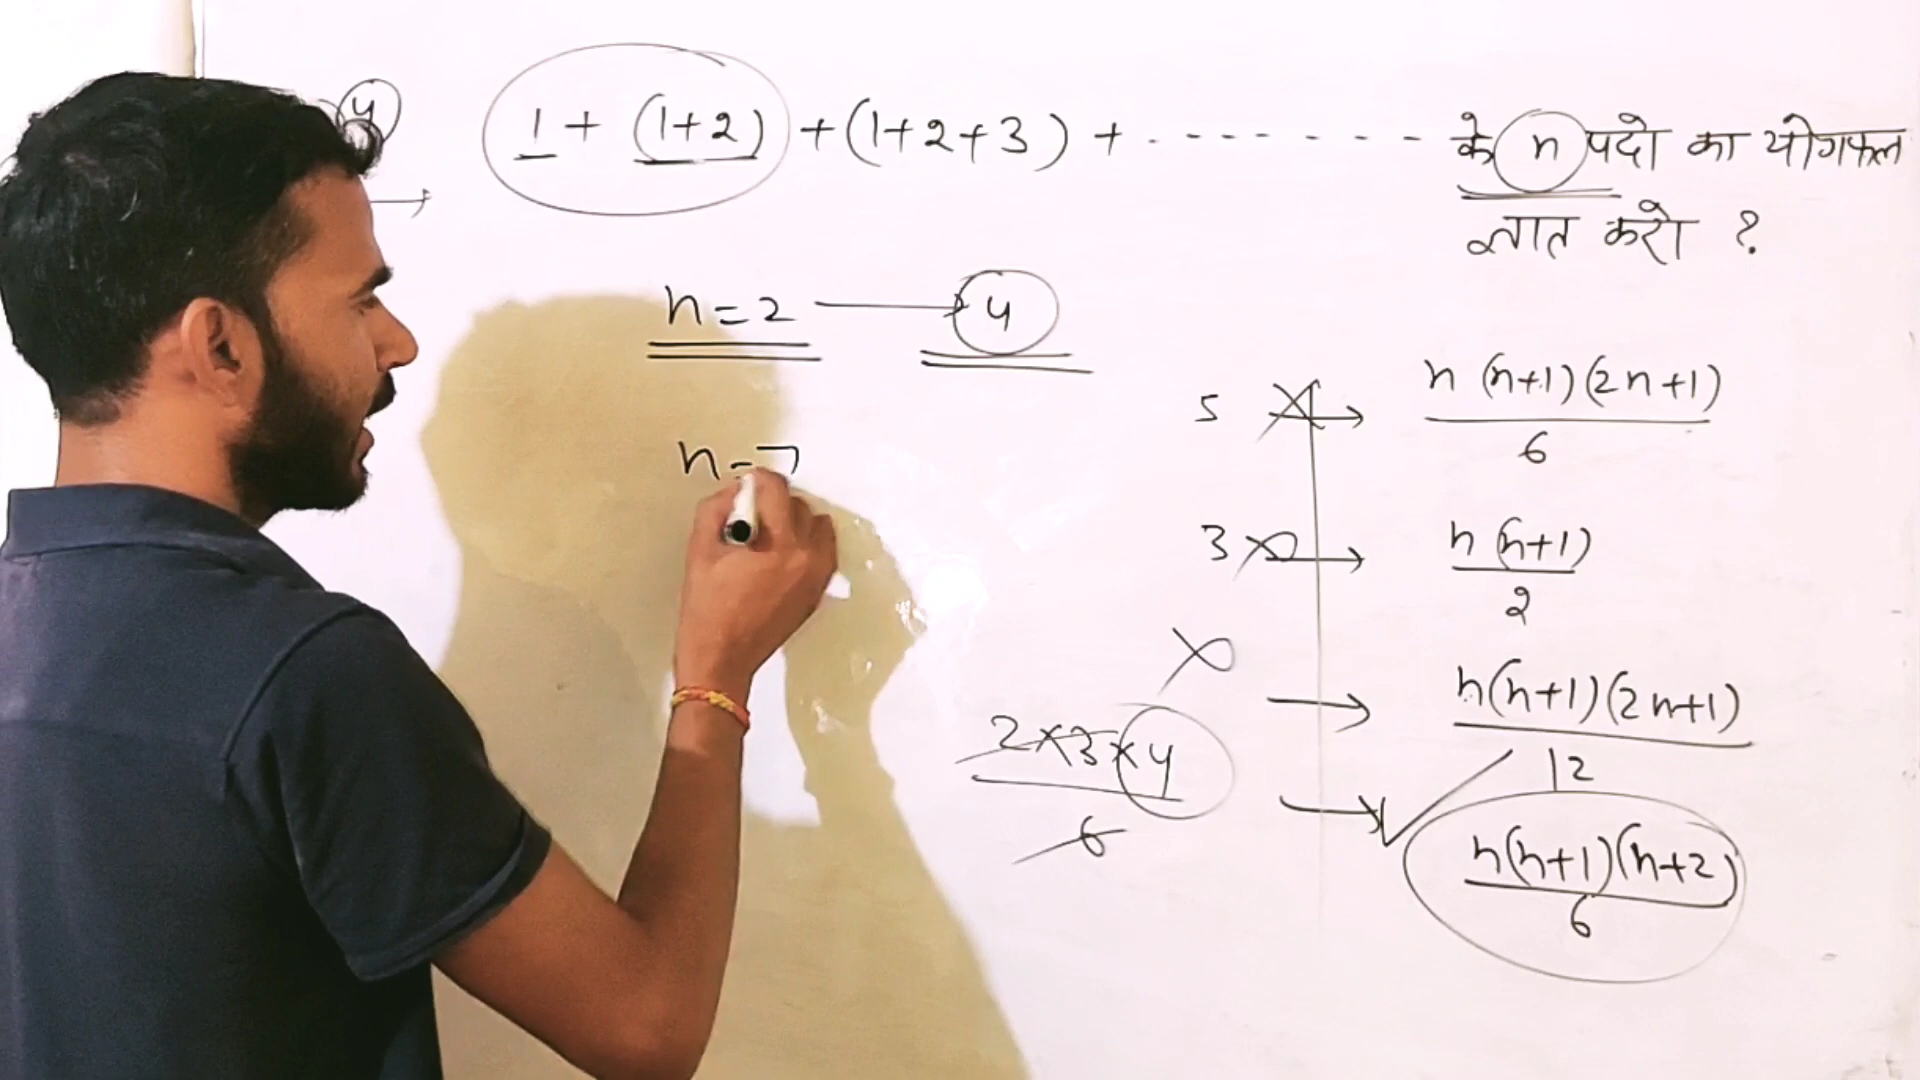 4
1 + (1+2) + (1+2+3) + - - - - - - - के n पदो का योगफल
ज्ञात करो ?
n=2 → 4
5 → n (n+1)(2n+1)
6
n=7
3 → n (n+1)
2
→ n(n+1)(2n+1)
12
2×3×4
6
→ n(n+1)(n+2)
6